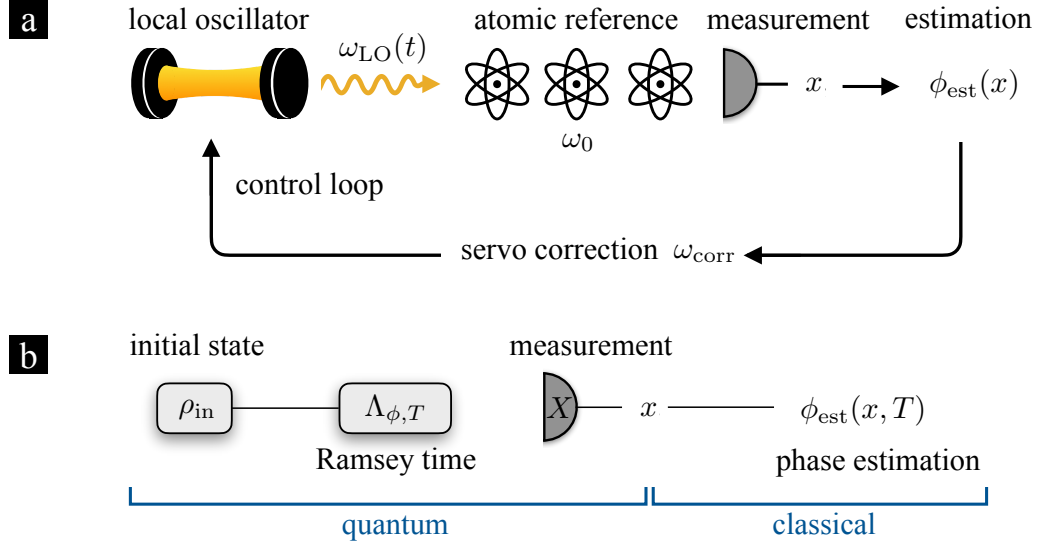 a
local oscillator
atomic reference
measurement
estimation
ω_LO(t)
x
ϕ_est(x)
ω_0
control loop
servo correction ω_corr
b
initial state
measurement
ρ_in
Λ_ϕ,T
X
x
ϕ_est(x, T)
Ramsey time
phase estimation
quantum
classical